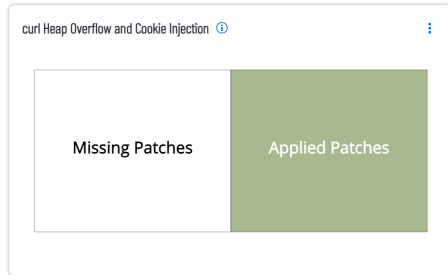 curl Heap Overflow and Cookie Injection
Missing Patches
Applied Patches